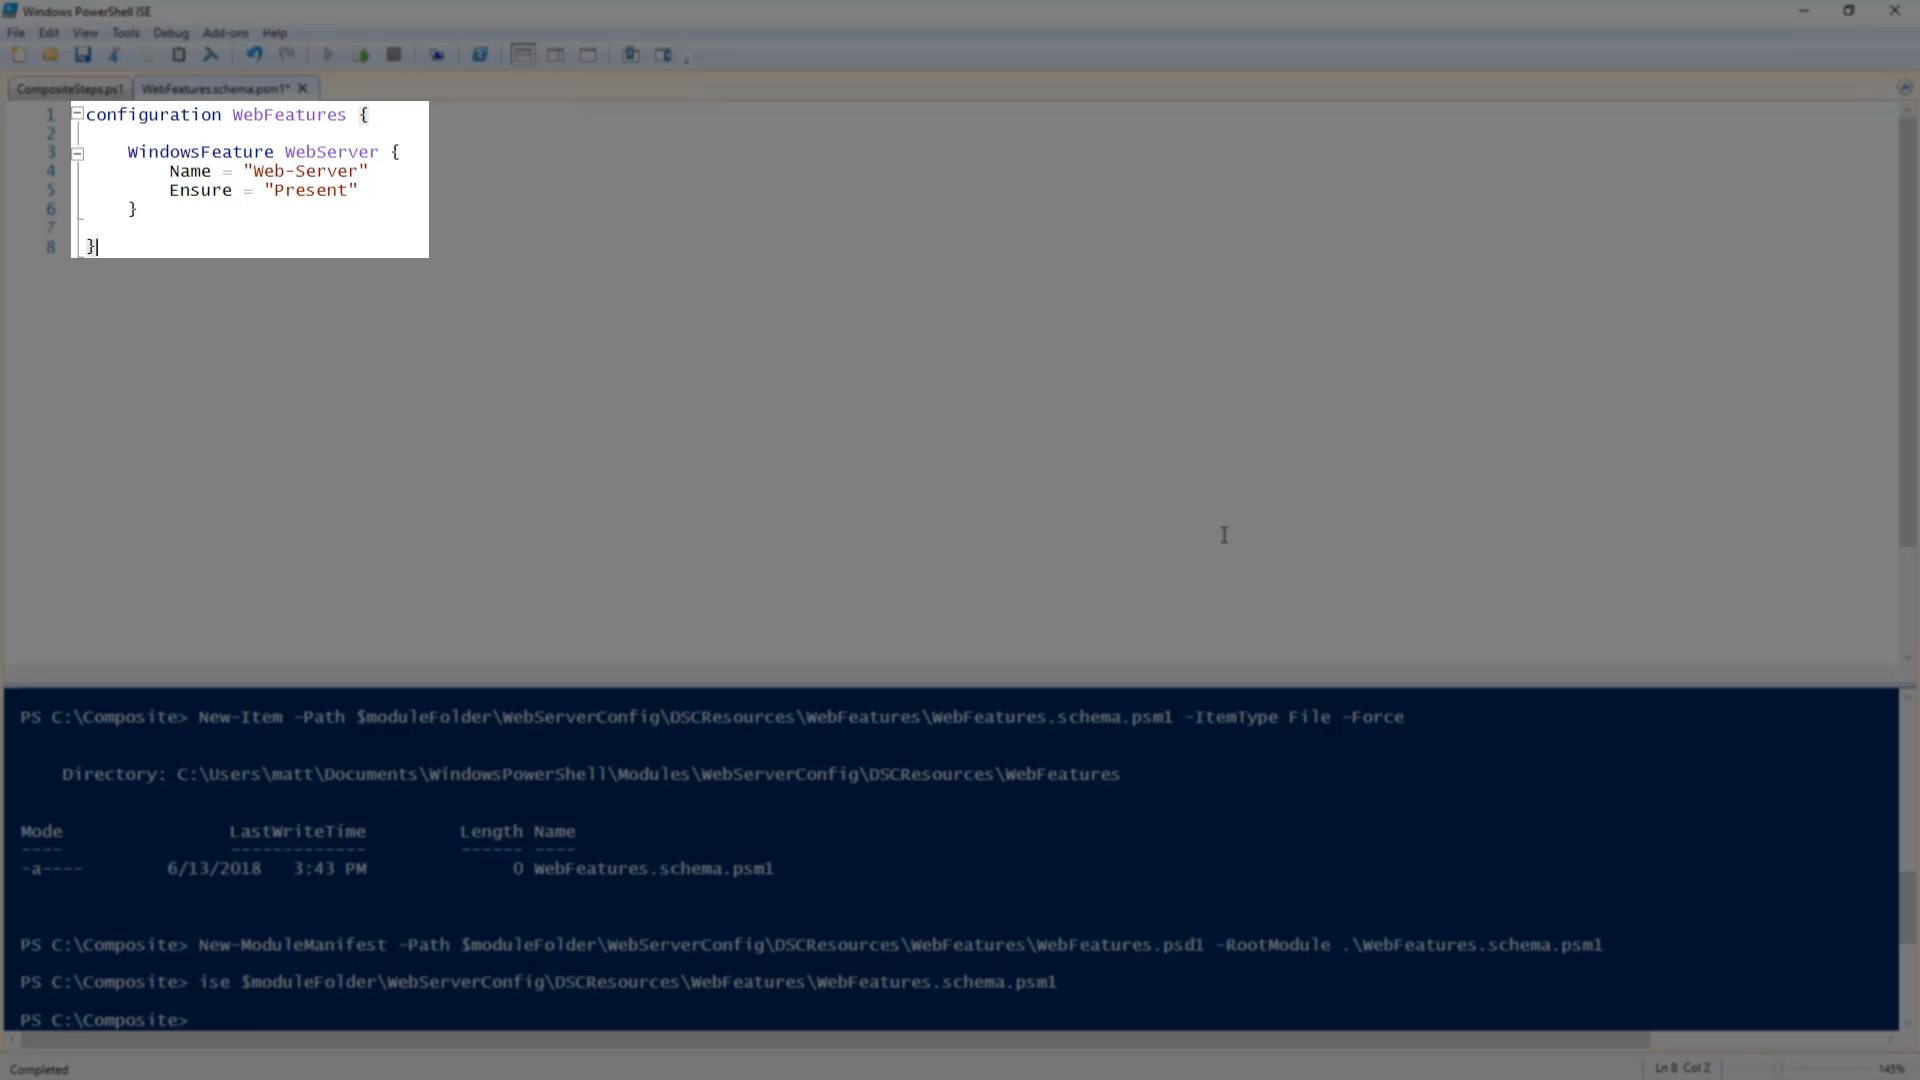 Windows PowerShell ISE
File Edit View Tools Debug Add-ons Help
CompositeSteps.ps1 WebFeatures.schema.psm1* X
1 configuration WebFeatures {
2
3 WindowsFeature WebServer {
4 Name = "Web-Server"
5 Ensure = "Present"
6 }
7
8 }
PS C:\Composite> New-Item -Path $moduleFolder\WebServerConfig\DSCResources\WebFeatures\WebFeatures.schema.psm1 -ItemType File -Force
Directory: C:\Users\matt\Documents\WindowsPowerShell\Modules\WebServerConfig\DSCResources\WebFeatures
Mode LastWriteTime Length Name
---- ------------- ------ ----
-a---- 6/13/2018 3:43 PM 0 WebFeatures.schema.psm1
PS C:\Composite> New-ModuleManifest -Path $moduleFolder\WebServerConfig\DSCResources\WebFeatures\WebFeatures.psd1 -RootModule .\WebFeatures.schema.psm1
PS C:\Composite> ise $moduleFolder\WebServerConfig\DSCResources\WebFeatures\WebFeatures.schema.psm1
PS C:\Composite>
Completed Ln 8 Col 2 145%